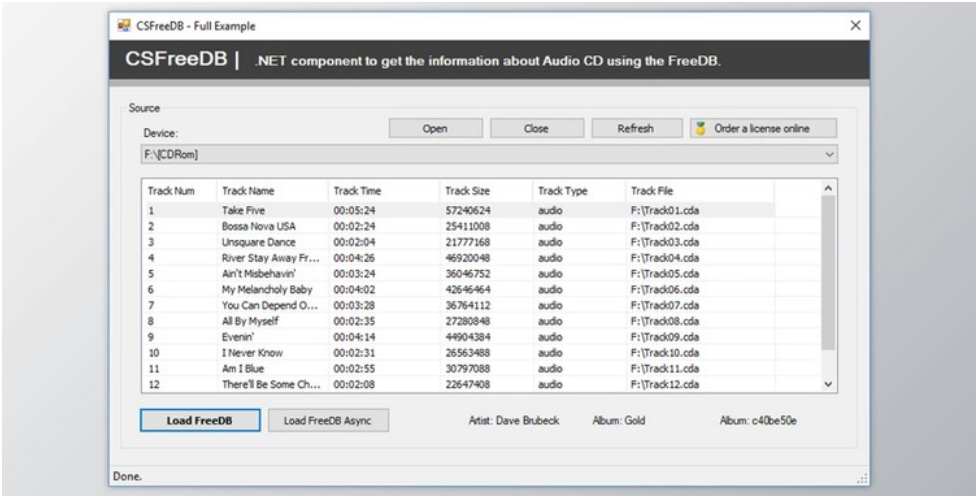 CSFreeDB - Full Example
CSFreeDB | .NET component to get the information about Audio CD using the FreeDB.
Source
Device: Open Close Refresh Order a license online
F:\[CDRom]
Track Num Track Name Track Time Track Size Track Type Track File
1 Take Five 00:05:24 57240624 audio F:\Track01.cda
2 Bossa Nova USA 00:02:24 25411008 audio F:\Track02.cda
3 Unsquare Dance 00:02:04 21777168 audio F:\Track03.cda
4 River Stay Away Fr... 00:04:26 46920048 audio F:\Track04.cda
5 Ain't Misbehavin' 00:03:24 36046752 audio F:\Track05.cda
6 My Melancholy Baby 00:04:02 42646464 audio F:\Track06.cda
7 You Can Depend O... 00:03:28 36764112 audio F:\Track07.cda
8 All By Myself 00:02:35 27280848 audio F:\Track08.cda
9 Evenin' 00:04:14 44904384 audio F:\Track09.cda
10 I Never Know 00:02:31 26563488 audio F:\Track10.cda
11 Am I Blue 00:02:55 30797088 audio F:\Track11.cda
12 There'll Be Some Ch... 00:02:08 22647408 audio F:\Track12.cda
Load FreeDB Load FreeDB Async Artist: Dave Brubeck Album: Gold Album: c40be50e
Done.